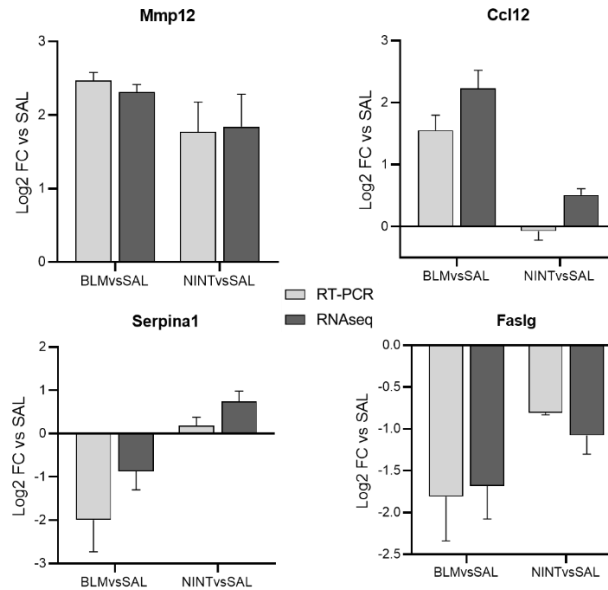 Mmp12
Log2 FC vs SAL
3
2
1
0
BLMvsSAL
NINTvsSAL
Ccl12
Log2 FC vs SAL
3
2
1
0
BLMvsSAL
NINTvsSAL
RT-PCR
RNAseq
Serpina1
Log2 FC vs SAL
2
1
0
-1
-2
-3
BLMvsSAL
NINTvsSAL
Faslg
Log2 FC vs SAL
0.0
-0.5
-1.0
-1.5
-2.0
-2.5
BLMvsSAL
NINTvsSAL